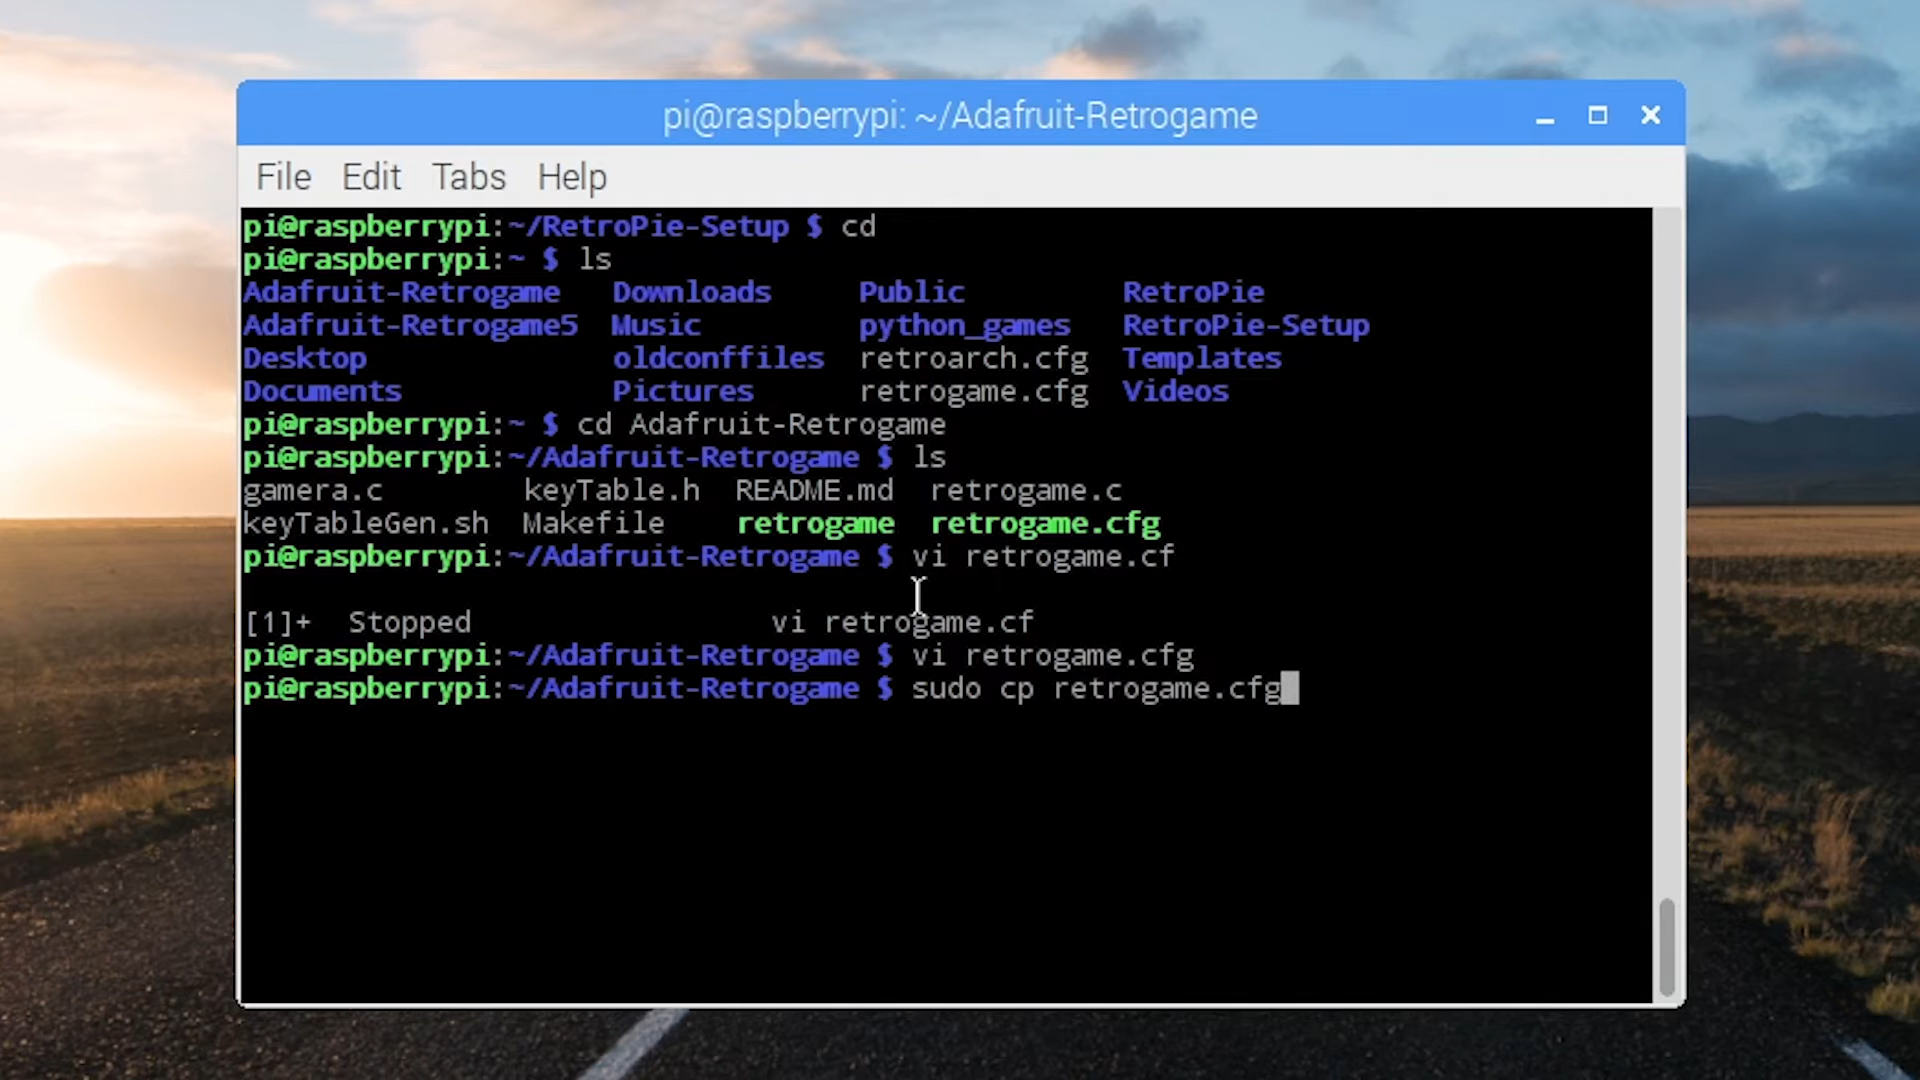 pi@raspberrypi: ~/Adafruit-Retrogame
File Edit Tabs Help
pi@raspberrypi:~/RetroPie-Setup $ cd
pi@raspberrypi:~ $ ls
Adafruit-Retrogame Downloads Public RetroPie
Adafruit-Retrogame5 Music python_games RetroPie-Setup
Desktop oldconffiles retroarch.cfg Templates
Documents Pictures retrogame.cfg Videos
pi@raspberrypi:~ $ cd Adafruit-Retrogame
pi@raspberrypi:~/Adafruit-Retrogame $ ls
gamera.c keyTable.h README.md retrogame.c
keyTableGen.sh Makefile retrogame retrogame.cfg
pi@raspberrypi:~/Adafruit-Retrogame $ vi retrogame.cf
[1]+ Stopped vi retrogame.cf
pi@raspberrypi:~/Adafruit-Retrogame $ vi retrogame.cfg
pi@raspberrypi:~/Adafruit-Retrogame $ sudo cp retrogame.cfg